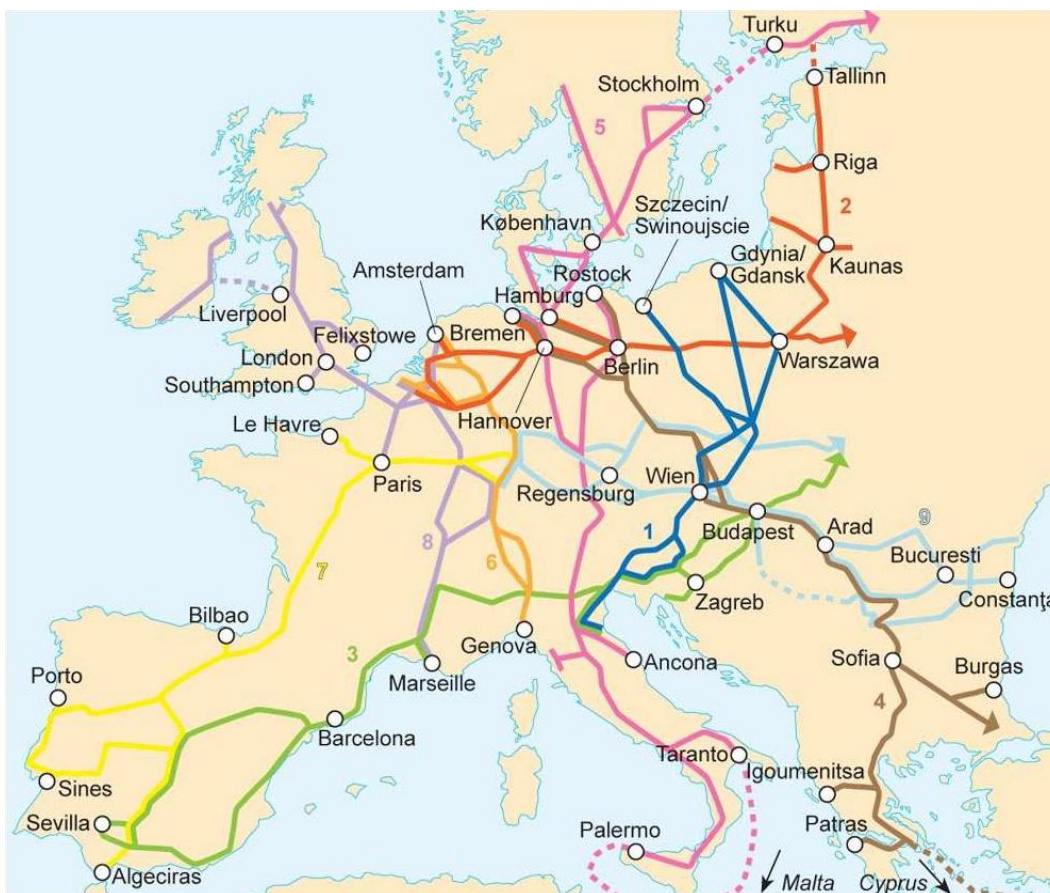 Turku
Tallinn
Stockholm
5
Riga
Szczecin/
Swinoujscie
2
København
Gdynia/
Gdansk
Kaunas
Amsterdam
Rostock
Hamburg
Liverpool
Felixstowe
Bremen
London
Berlin
Warszawa
Southampton
Le Havre
Hannover
Paris
Regensburg
Wien
Budapest
Arad
9
1
8
6
7
Bucuresti
Constanţa
Zagreb
Bilbao
Genova
3
Marseille
Ancona
Sofia
Burgas
Porto
4
Barcelona
Taranto
Igoumenitsa
Sines
Sevilla
Palermo
Patras
Algeciras
Malta
Cyprus